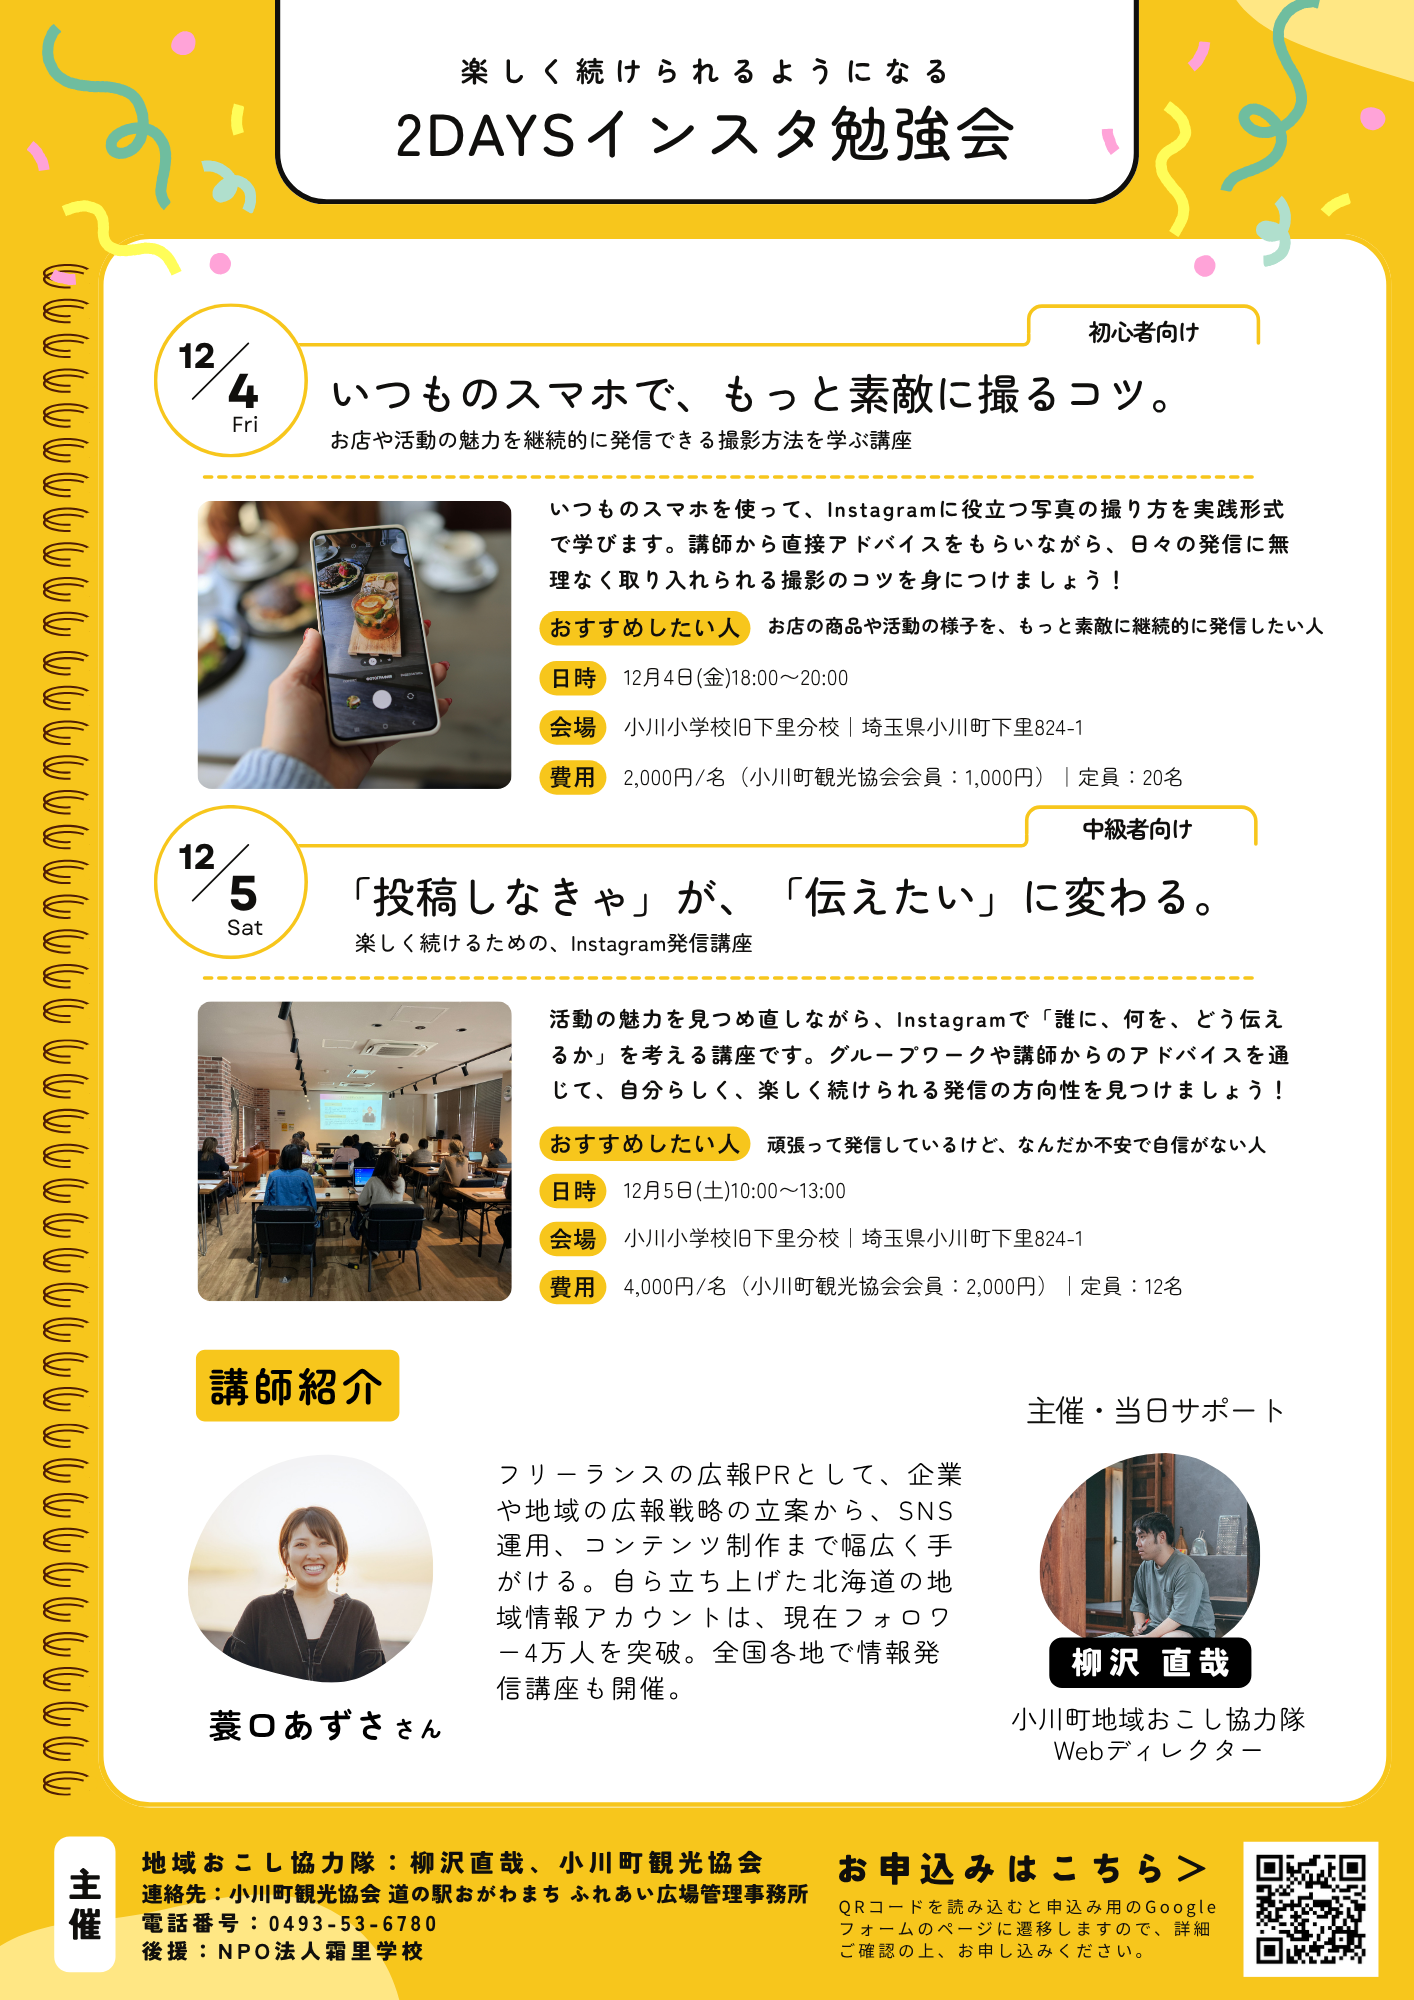 楽しく続けられるようになる
2DAYSインスタ勉強会
初心者向け
12/4
Fri
いつものスマホで、もっと素敵に撮るコツ。
お店や活動の魅力を継続的に発信できる撮影方法を学ぶ講座
いつものスマホを使って、Instagramに役立つ写真の撮り方を実践形式
で学びます。講師から直接アドバイスをもらいながら、日々の発信に無
理なく取り入れられる撮影のコツを身につけましょう！
おすすめしたい人 お店の商品や活動の様子を、もっと素敵に継続的に発信したい人
日時 12月4日(金)18:00〜20:00
会場 小川小学校旧下里分校｜埼玉県小川町下里824-1
費用 2,000円/名（小川町観光協会会員：1,000円）｜定員：20名
中級者向け
12/5
Sat
「投稿しなきゃ」が、「伝えたい」に変わる。
楽しく続けるための、Instagram発信講座
活動の魅力を見つめ直しながら、Instagramで「誰に、何を、どう伝え
るか」を考える講座です。グループワークや講師からのアドバイスを通
じて、自分らしく、楽しく続けられる発信の方向性を見つけましょう！
おすすめしたい人 頑張って発信しているけど、なんだか不安で自信がない人
日時 12月5日(土)10:00〜13:00
会場 小川小学校旧下里分校｜埼玉県小川町下里824-1
費用 4,000円/名（小川町観光協会会員：2,000円）｜定員：12名
講師紹介
フリーランスの広報PRとして、企業
や地域の広報戦略の立案から、SNS
運用、コンテンツ制作まで幅広く手
がける。自ら立ち上げた北海道の地
域情報アカウントは、現在フォロワ
ー4万人を突破。全国各地で情報発
信講座も開催。
蓑口あずささん
主催・当日サポート
柳沢 直哉
小川町地域おこし協力隊
Webディレクター
主催
地域おこし協力隊：柳沢直哉、小川町観光協会
連絡先：小川町観光協会 道の駅おがわまち ふれあい広場管理事務所
電話番号：0493-53-6780
後援：NPO法人霜里学校
お申込みはこちら＞
QRコードを読み込むと申込み用のGoogle
フォームのページに遷移しますので、詳細
ご確認の上、お申し込みください。